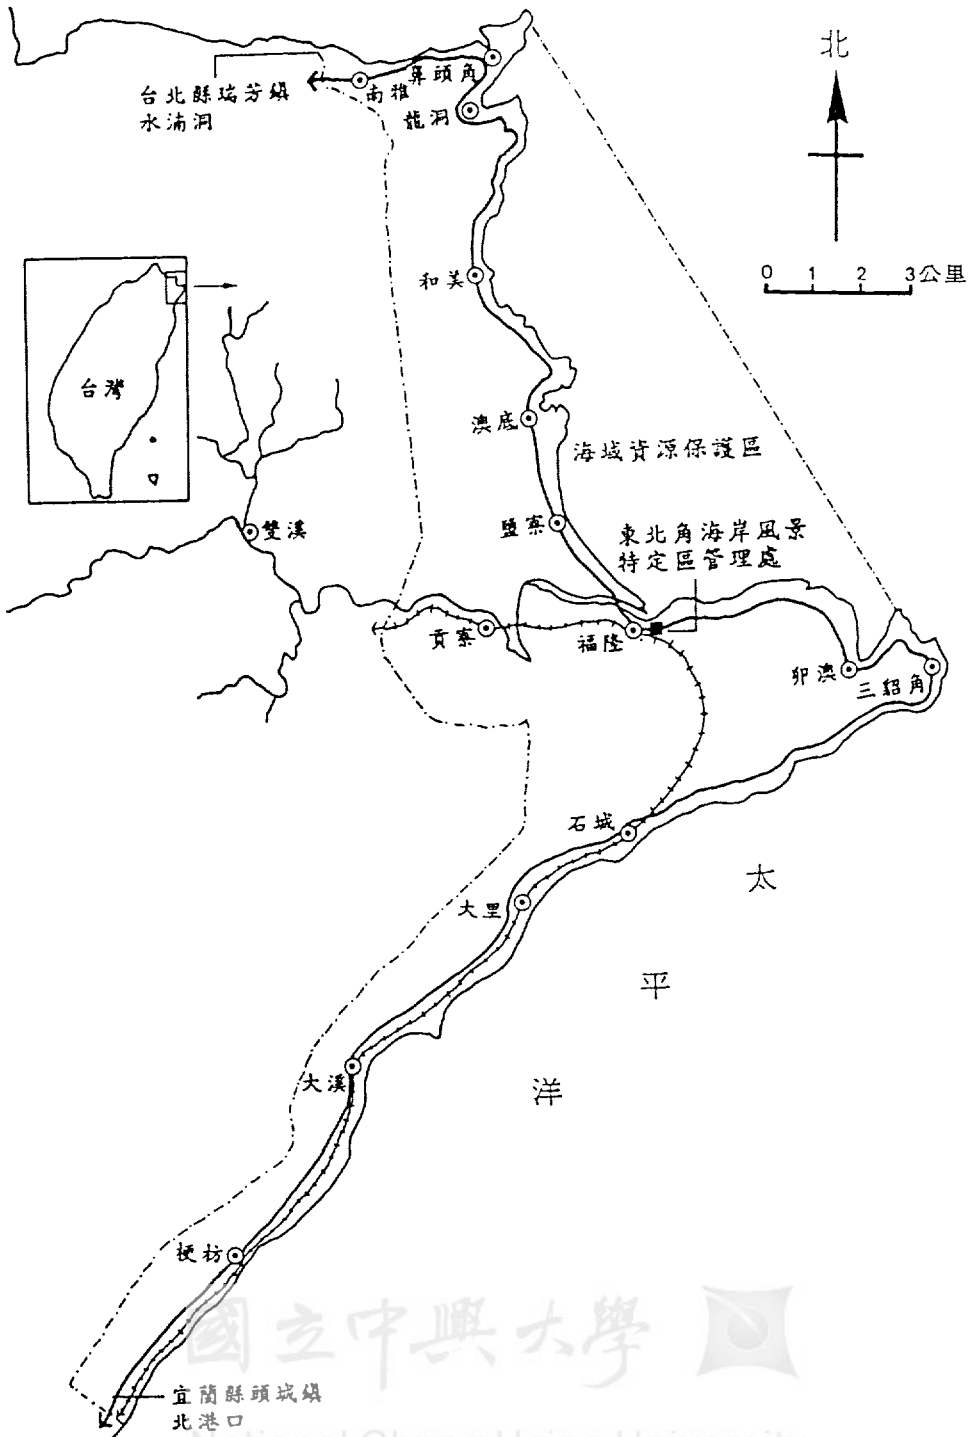 北
鼻頭角
南雅
台北縣瑞芳鎮
水湳洞
龍洞
0 1 2 3公里
和美
台灣
澳底
海域資源保護區
鹽寮
雙溪
東北角海岸風景
特定區管理處
貢寮
福隆
卯澳
三貂角
石城
太
平
洋
大里
大溪
梗枋
國立中興大學
宜蘭縣頭城鎮
北港口